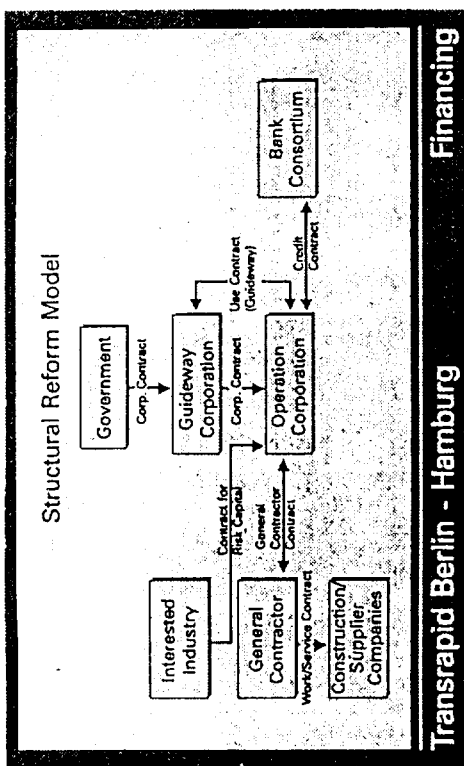 Structural Reform Model
Government
Corp. Contract
Interested
Industry
Guideway
Corporation
Contract for
Risk Capital
Corp. Contract
Use Contract
(Guideway)
General
Contractor
General
Contractor
Contract
Operation
Corporation
Credit
Contract
Bank
Consortium
Work/Service Contract
Construction/
Supplier
Companies
Transrapid Berlin - Hamburg
Financing